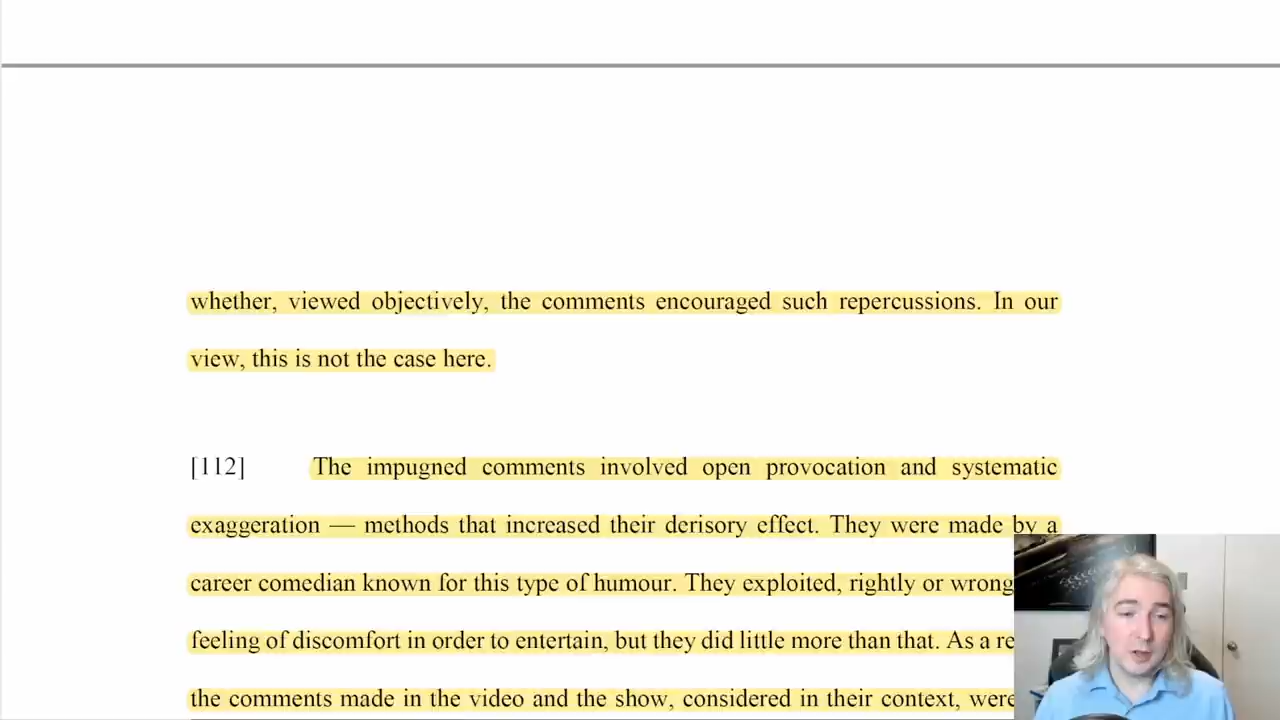 whether, viewed objectively, the comments encouraged such repercussions. In our
view, this is not the case here.
[112] The impugned comments involved open provocation and systematic
exaggeration — methods that increased their derisory effect. They were made by a
career comedian known for this type of humour. They exploited, rightly or
feeling of discomfort in order to entertain, but they did little more than that. As a
the comments made in the video and the show, considered in their context, were